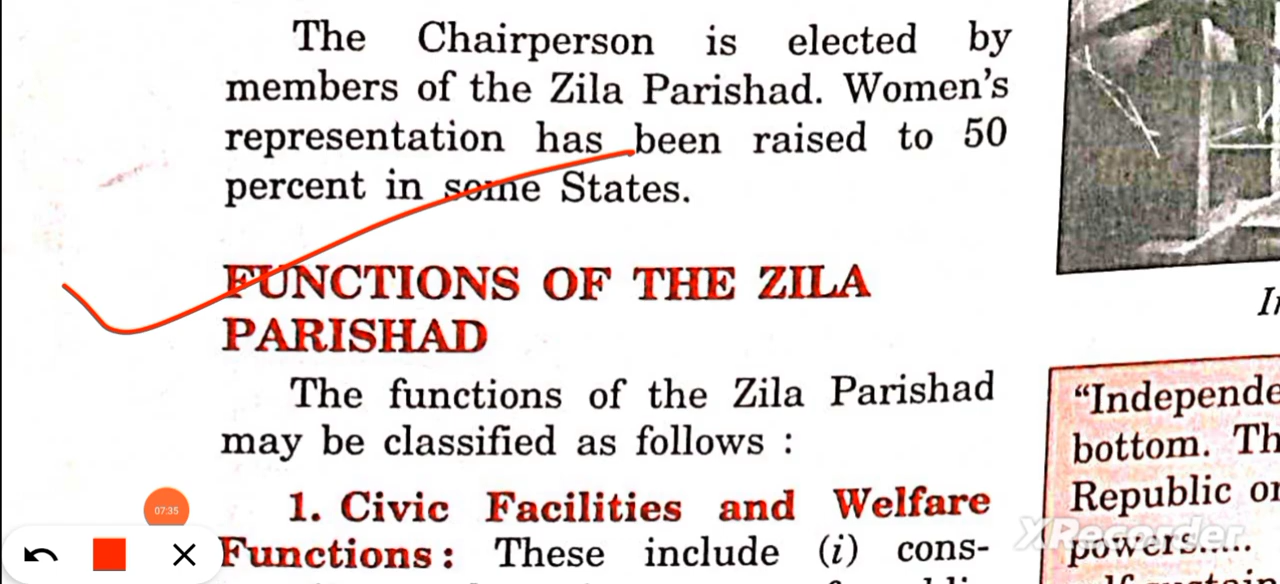 The Chairperson is elected by
members of the Zila Parishad. Women's
representation has been raised to 50
percent in some States.
FUNCTIONS OF THE ZILA
PARISHAD
The functions of the Zila Parishad
may be classified as follows :
1. Civic Facilities and Welfare
Functions : These include (i) cons-
"Independe
bottom. Th
Republic or
powers.....
XRecorder
07:35